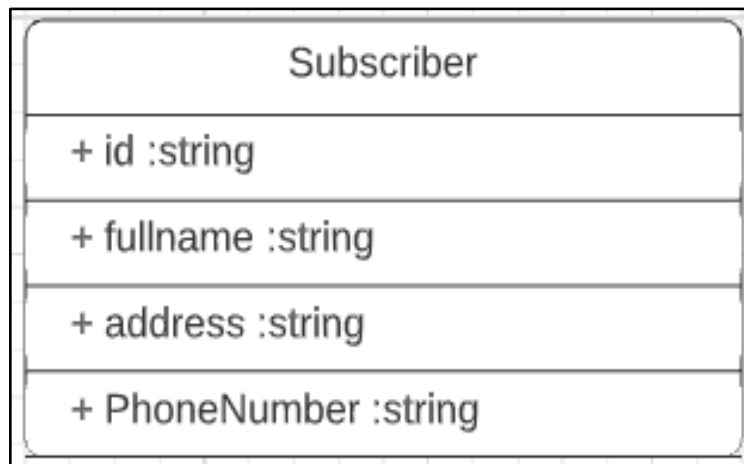 Subscriber
+ id :string
+ fullname :string
+ address :string
+ PhoneNumber :string